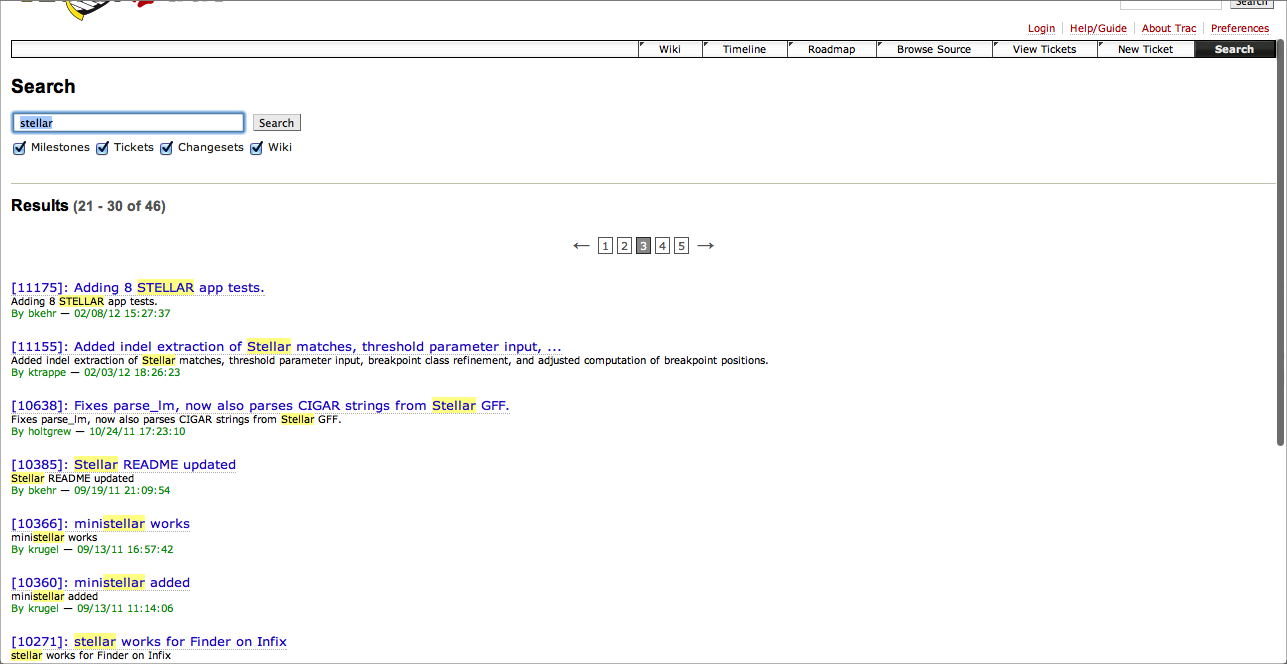 Search
Login Help/Guide About Trac Preferences
Wiki Timeline Roadmap Browse Source View Tickets New Ticket Search
Search
stellar Search
Milestones Tickets Changesets Wiki
Results (21 - 30 of 46)
← 1 2 3 4 5 →
[11175]: Adding 8 STELLAR app tests.
Adding 8 STELLAR app tests.
By bkehr — 02/08/12 15:27:37
[11155]: Added indel extraction of Stellar matches, threshold parameter input, …
Added indel extraction of Stellar matches, threshold parameter input, breakpoint class refinement, and adjusted computation of breakpoint positions.
By ktrappe — 02/03/12 18:26:23
[10638]: Fixes parse_lm, now also parses CIGAR strings from Stellar GFF.
Fixes parse_lm, now also parses CIGAR strings from Stellar GFF.
By holtgrew — 10/24/11 17:23:10
[10385]: Stellar README updated
Stellar README updated
By bkehr — 09/19/11 21:09:54
[10366]: ministellar works
ministellar works
By krugel — 09/13/11 16:57:42
[10360]: ministellar added
ministellar added
By krugel — 09/13/11 11:14:06
[10271]: stellar works for Finder on Infix
stellar works for Finder on Infix